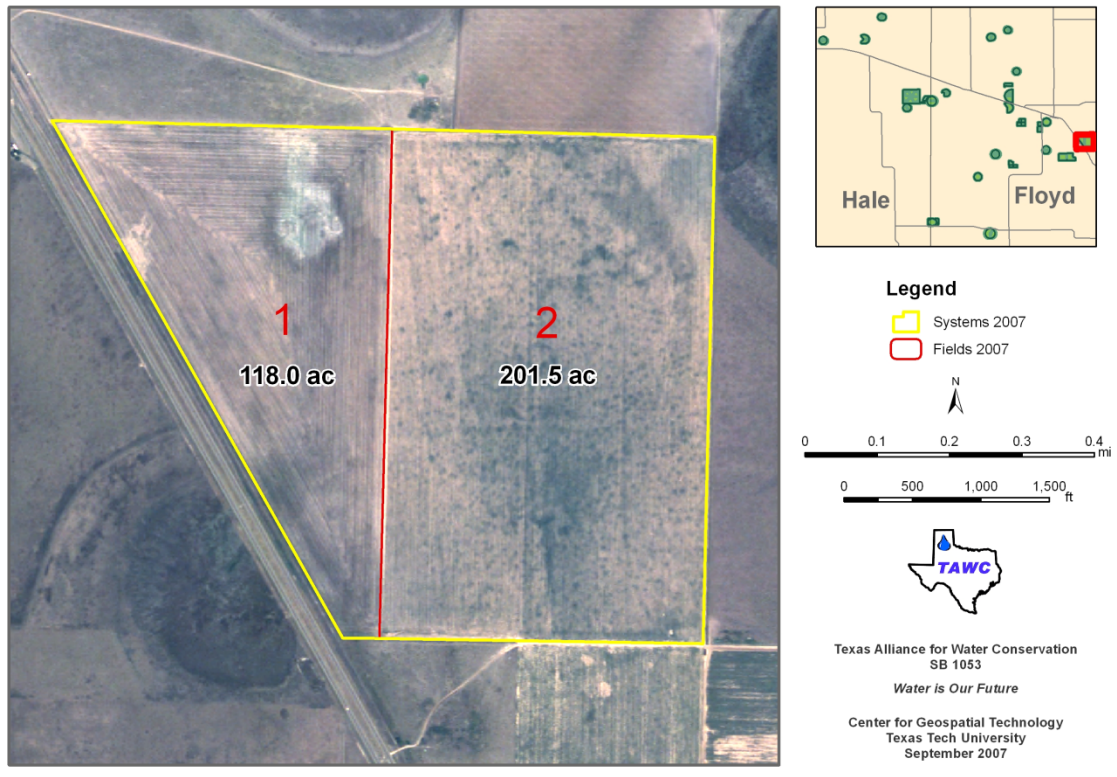 1
118.0 ac
2
201.5 ac
Hale
Floyd
Legend
Systems 2007
Fields 2007
N
0 0.1 0.2 0.3 0.4
mi
0 500 1,000 1,500
ft
TAWC
Texas Alliance for Water Conservation
SB 1053
Water is Our Future
Center for Geospatial Technology
Texas Tech University
September 2007